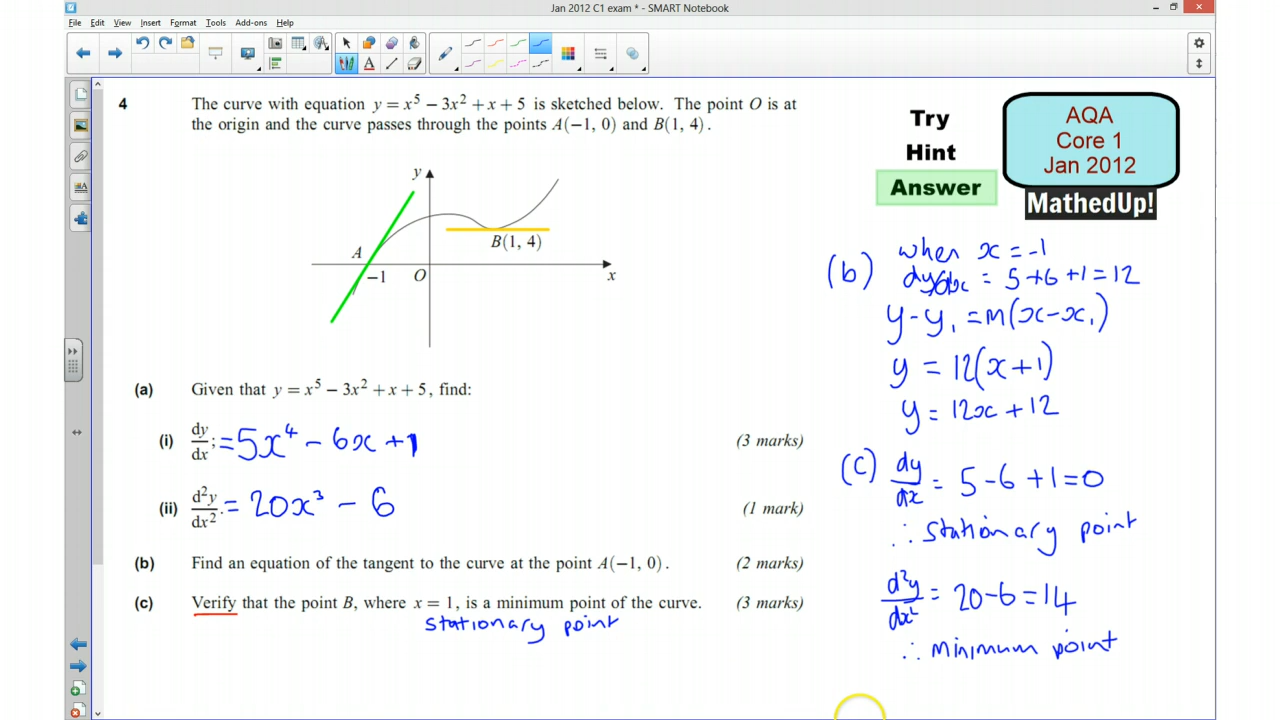 Jan 2012 C1 exam * - SMART Notebook
File Edit View Insert Format Tools Add-ons Help
4 The curve with equation y = x⁵ − 3x² + x + 5 is sketched below. The point O is at
the origin and the curve passes through the points A(−1, 0) and B(1, 4).
Try
Hint
Answer
AQA
Core 1
Jan 2012
MathedUp!
y
A
B(1, 4)
−1
O
x
(a) Given that y = x⁵ − 3x² + x + 5, find:
(i) dy/dx; = 5x⁴ − 6x + 1 (3 marks)
(ii) d²y/dx². = 20x³ − 6 (1 mark)
(b) Find an equation of the tangent to the curve at the point A(−1, 0). (2 marks)
(c) Verify that the point B, where x = 1, is a minimum point of the curve. (3 marks)
stationary point
(b) when x = -1
dy/dx = 5+6+1=12
y-y₁ = m(x-x₁)
y = 12(x+1)
y = 12x + 12
(C) dy/dx = 5-6+1=0
∴ stationary point
d²y/dx² = 20-6=14
∴ minimum point